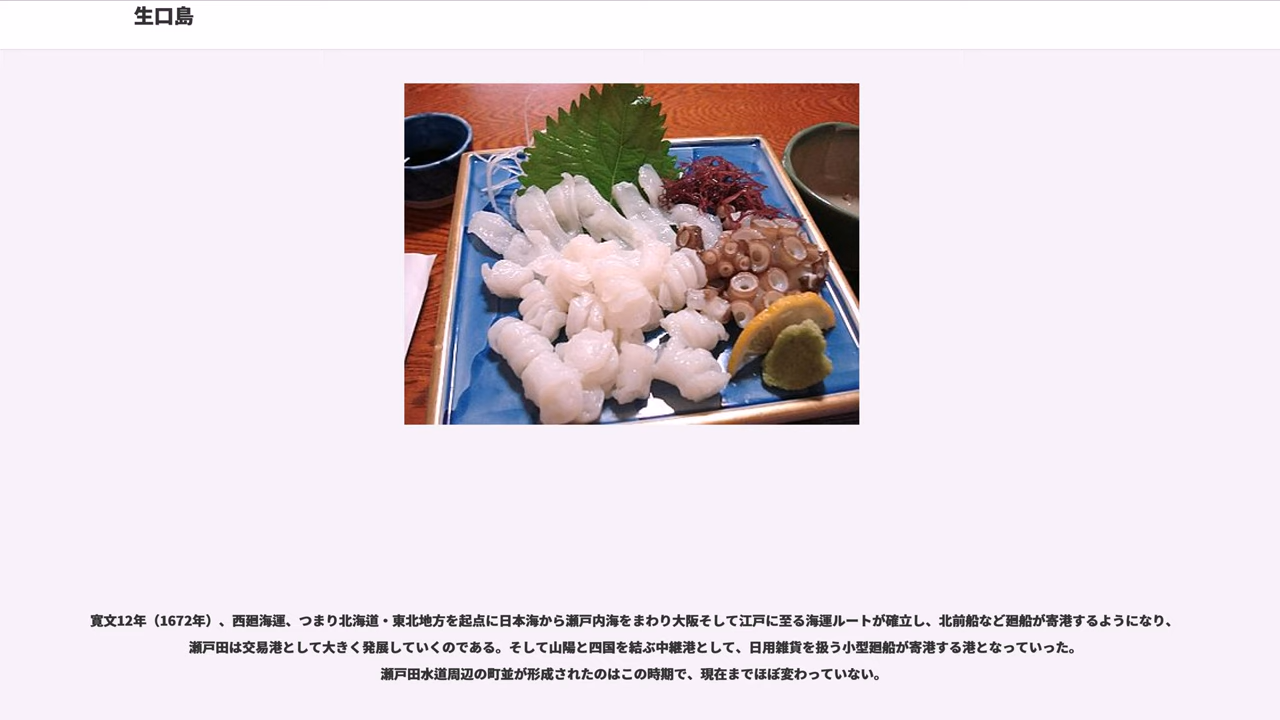 生口島
寛文12年（1672年）、西廻海運、つまり北海道・東北地方を起点に日本海から瀬戸内海をまわり大阪そして江戸に至る海運ルートが確立し、北前船など廻船が寄港するようになり、
瀬戸田は交易港として大きく発展していくのである。そして山陽と四国を結ぶ中継港として、日用雑貨を扱う小型廻船が寄港する港となっていった。
瀬戸田水道周辺の町並が形成されたのはこの時期で、現在までほぼ変わっていない。